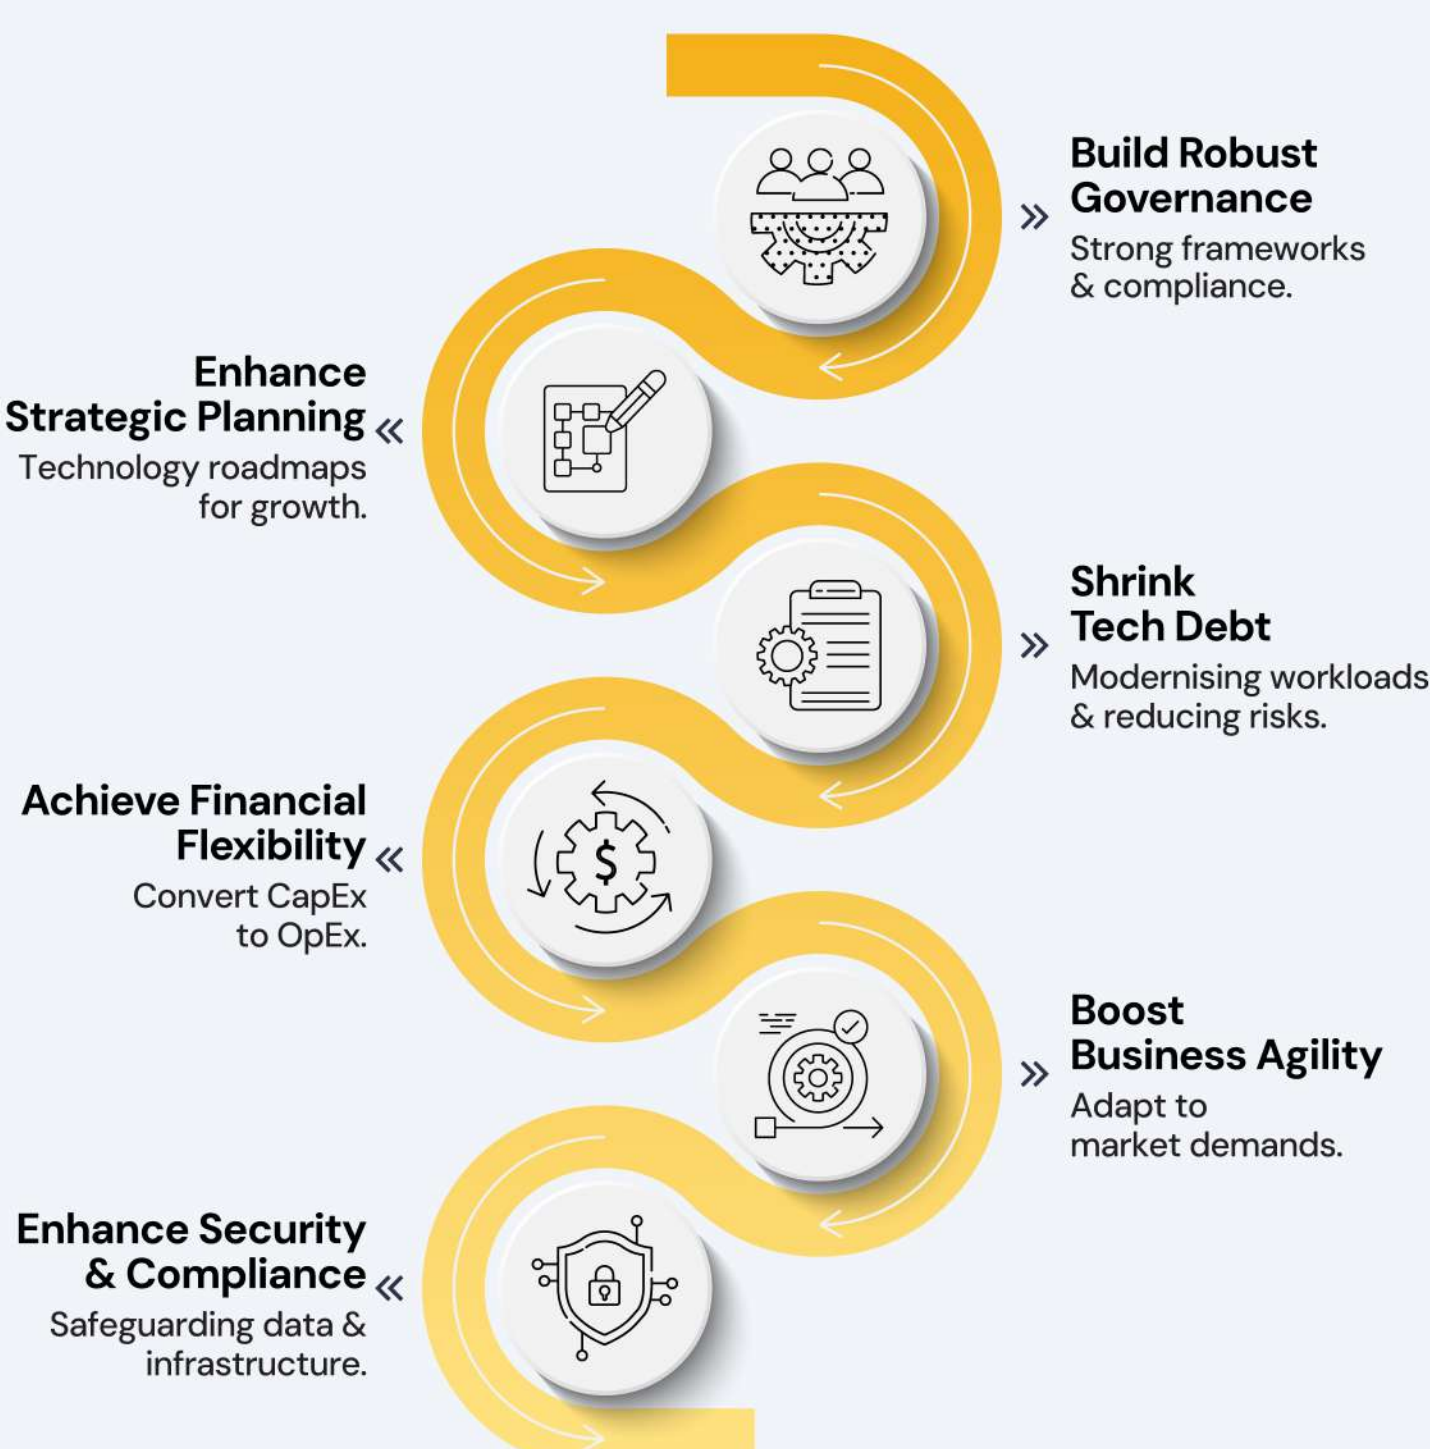 Build Robust
Governance
Strong frameworks
& compliance.
Enhance
Strategic Planning
Technology roadmaps
for growth.
Shrink
Tech Debt
Modernising workloads
& reducing risks.
Achieve Financial
Flexibility
Convert CapEx
to OpEx.
$
Boost
Business Agility
Adapt to
market demands.
Enhance Security
& Compliance
Safeguarding data &
infrastructure.